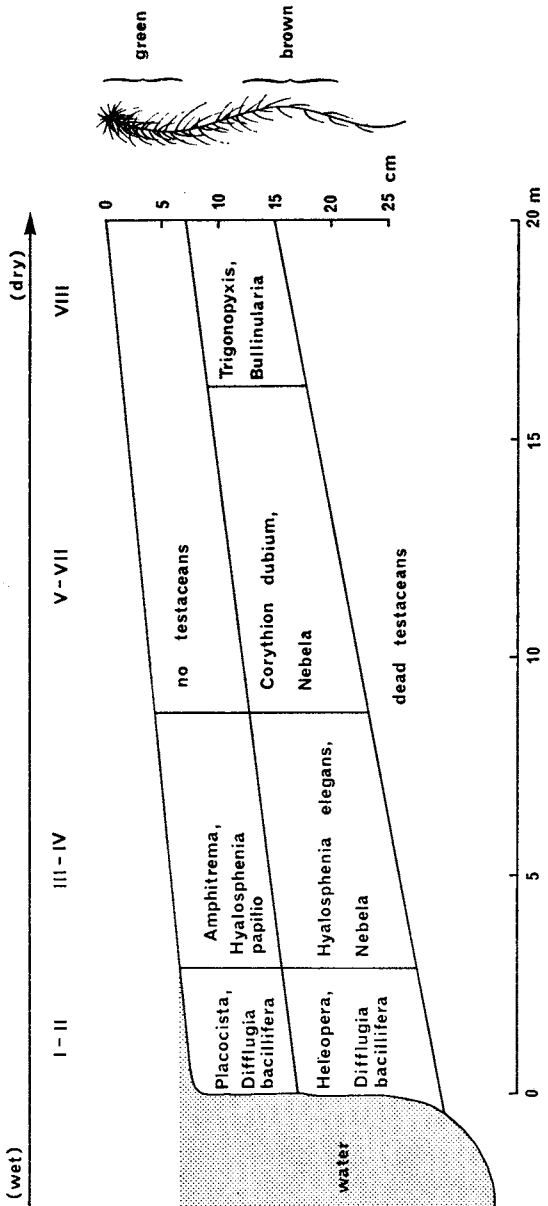 (wet)
(dry)
I-II
III-IV
V-VII
VIII
green
brown
0
5
10
15
20
25
cm
Placocista,
Difflugia
bacillifera
Amphitrema,
Hyalosphenia
papilio
no testaceans
Heleopera,
Difflugia
bacillifera
Hyalosphenia elegans,
Nebela
Corythion dubium,
Nebela
Trigonopyxis,
Bullinularia
water
dead testaceans
0
5
10
15
20 m